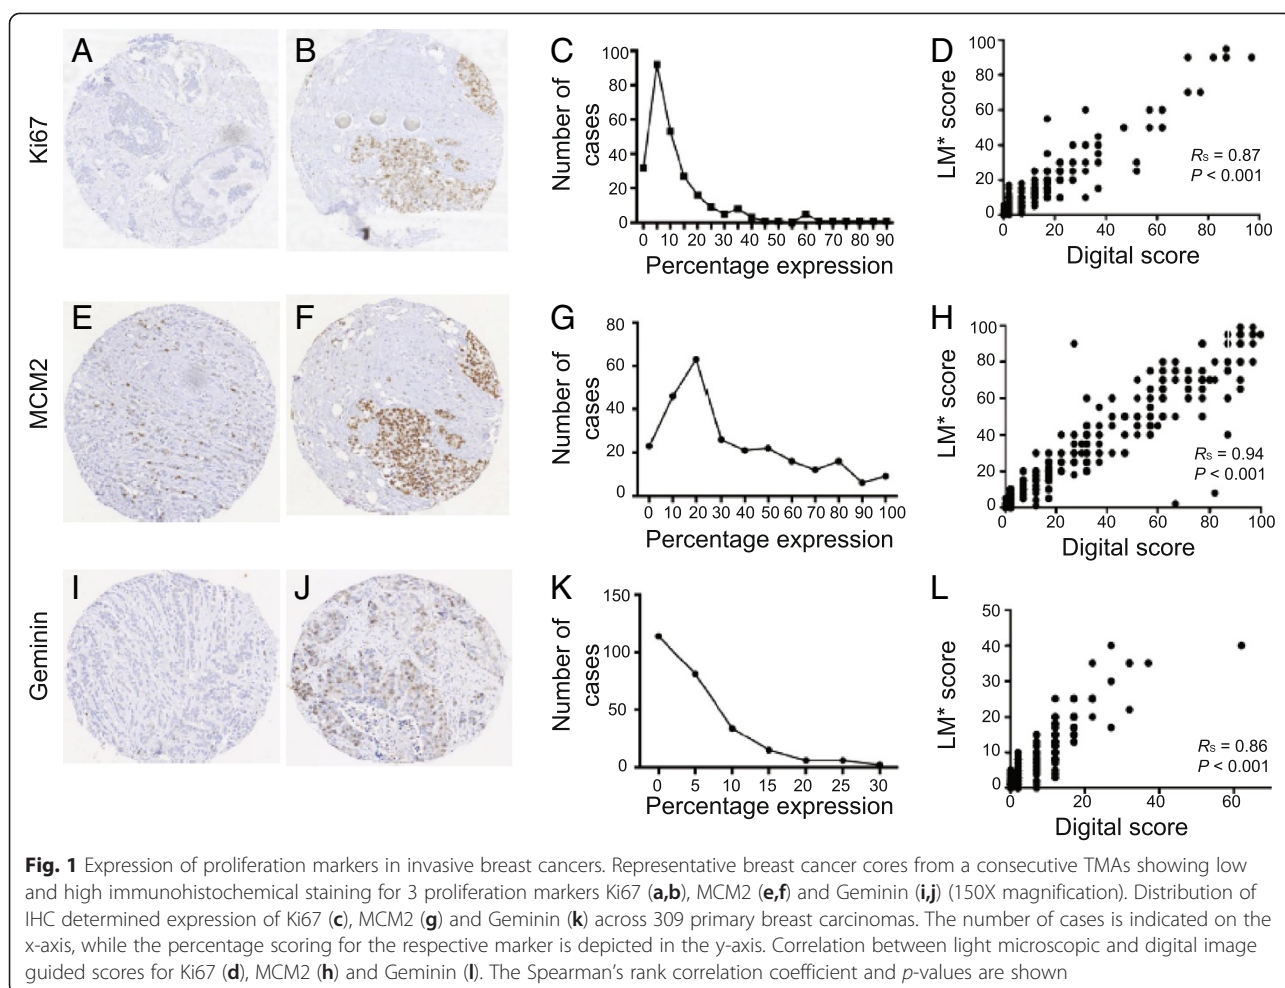 A
B
C
D
Ki67
100
80
60
40
20
0
Number of
cases
0 10 20 30 40 50 60 70 80 90
Percentage expression
100
80
60
40
20
0
LM* score
Rs = 0.87
P < 0.001
0 20 40 60 80 100
Digital score
E
F
G
H
MCM2
80
60
40
20
0
Number of
cases
0 10 20 30 40 50 60 70 80 90 100
Percentage expression
100
80
60
40
20
0
LM* score
Rs = 0.94
P < 0.001
0 20 40 60 80 100
Digital score
I
J
K
L
Geminin
150
100
50
0
Number of
cases
0 5 10 15 20 25 30
Percentage expression
50
40
30
20
10
0
LM* score
Rs = 0.86
P < 0.001
0 20 40 60
Digital score
Fig. 1 Expression of proliferation markers in invasive breast cancers. Representative breast cancer cores from a consecutive TMAs showing low
and high immunohistochemical staining for 3 proliferation markers Ki67 (a,b), MCM2 (e,f) and Geminin (i,j) (150X magnification). Distribution of
IHC determined expression of Ki67 (c), MCM2 (g) and Geminin (k) across 309 primary breast carcinomas. The number of cases is indicated on the
x-axis, while the percentage scoring for the respective marker is depicted in the y-axis. Correlation between light microscopic and digital image
guided scores for Ki67 (d), MCM2 (h) and Geminin (l). The Spearman's rank correlation coefficient and p-values are shown